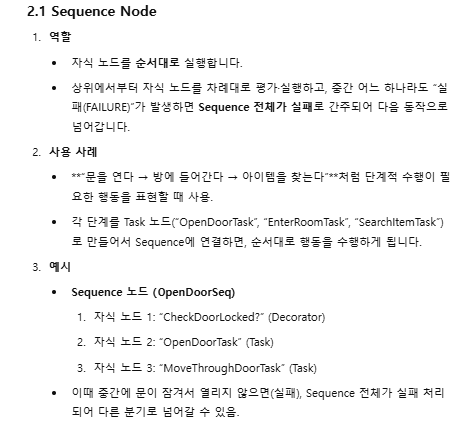 2.1 Sequence Node
1. 역할
• 자식 노드를 순서대로 실행합니다.
• 상위에서부터 자식 노드를 차례대로 평가·실행하고, 중간 어느 하나라도 “실
패(FAILURE)”가 발생하면 Sequence 전체가 실패로 간주되어 다음 동작으로
넘어갑니다.
2. 사용 사례
• **“문을 연다 → 방에 들어간다 → 아이템을 찾는다”**처럼 단계적 수행이 필
요한 행동을 표현할 때 사용.
• 각 단계를 Task 노드(“OpenDoorTask”, “EnterRoomTask”, “SearchItemTask”)
로 만들어서 Sequence에 연결하면, 순서대로 행동을 수행하게 됩니다.
3. 예시
• Sequence 노드 (OpenDoorSeq)
1. 자식 노드 1: “CheckDoorLocked?” (Decorator)
2. 자식 노드 2: “OpenDoorTask” (Task)
3. 자식 노드 3: “MoveThroughDoorTask” (Task)
• 이때 중간에 문이 잠겨서 열리지 않으면(실패), Sequence 전체가 실패 처리
되어 다른 분기로 넘어갈 수 있음.